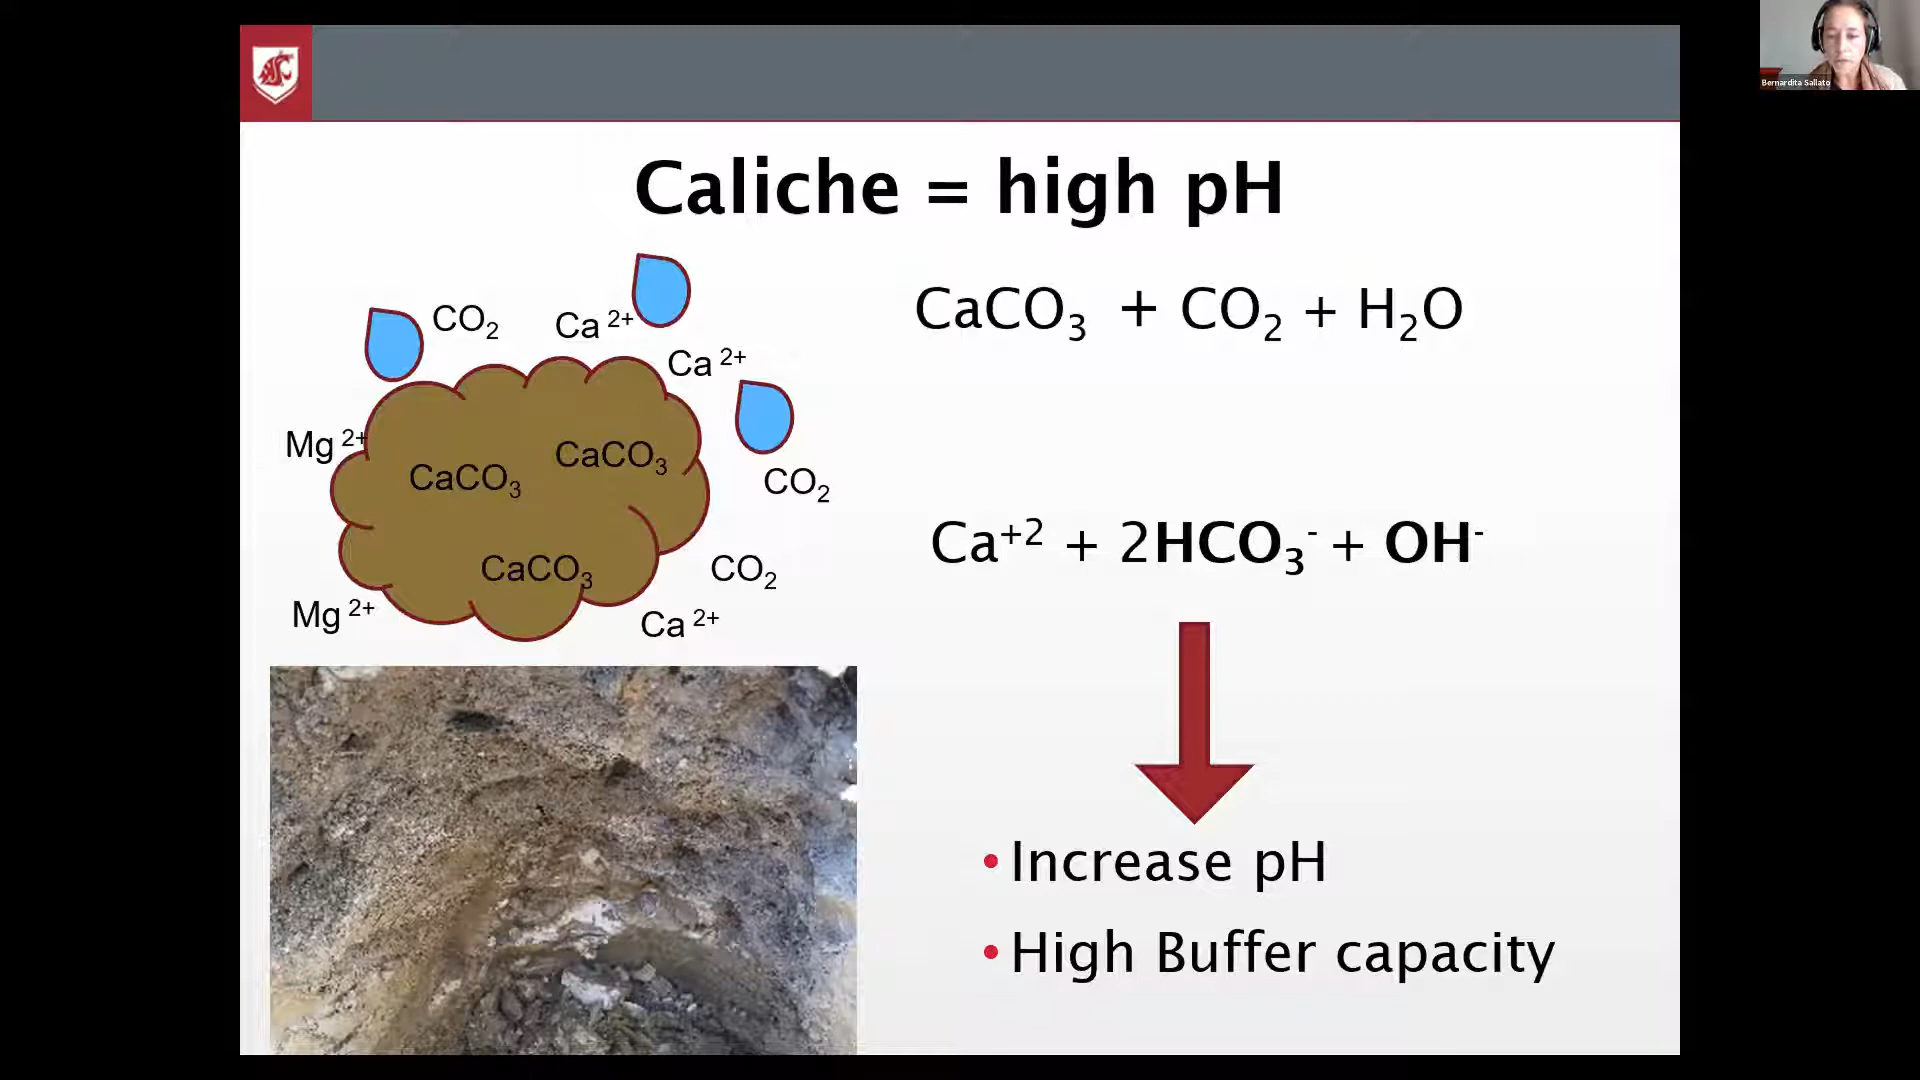 Bernardita Sallato
Caliche = high pH
CaCO₃ + CO₂ + H₂O
CO₂
Ca ²⁺
Ca ²⁺
Mg ²⁺
CaCO₃
CaCO₃
CO₂
Ca⁺² + 2HCO₃⁻ + OH⁻
CaCO₃
CO₂
Mg ²⁺
Ca ²⁺
• Increase pH
• High Buffer capacity